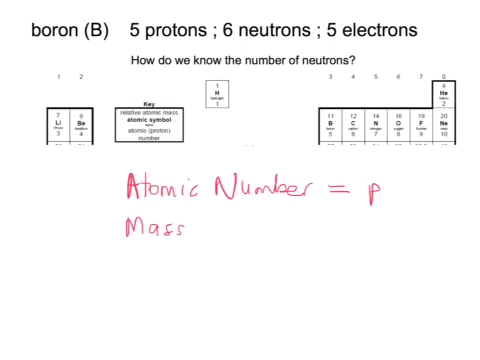 boron (B) 5 protons ; 6 neutrons ; 5 electrons
How do we know the number of neutrons?
1 2 3 4 5 6 7 0
1
H
hydrogen
1
4
He
helium
2
Key
relative atomic mass
atomic symbol
name
atomic (proton)
number
7 9 11 12 14 16 19 20
Li Be B C N O F Ne
lithium beryllium boron carbon nitrogen oxygen fluorine neon
3 4 5 6 7 8 9 10
Atomic Number = p
Mass